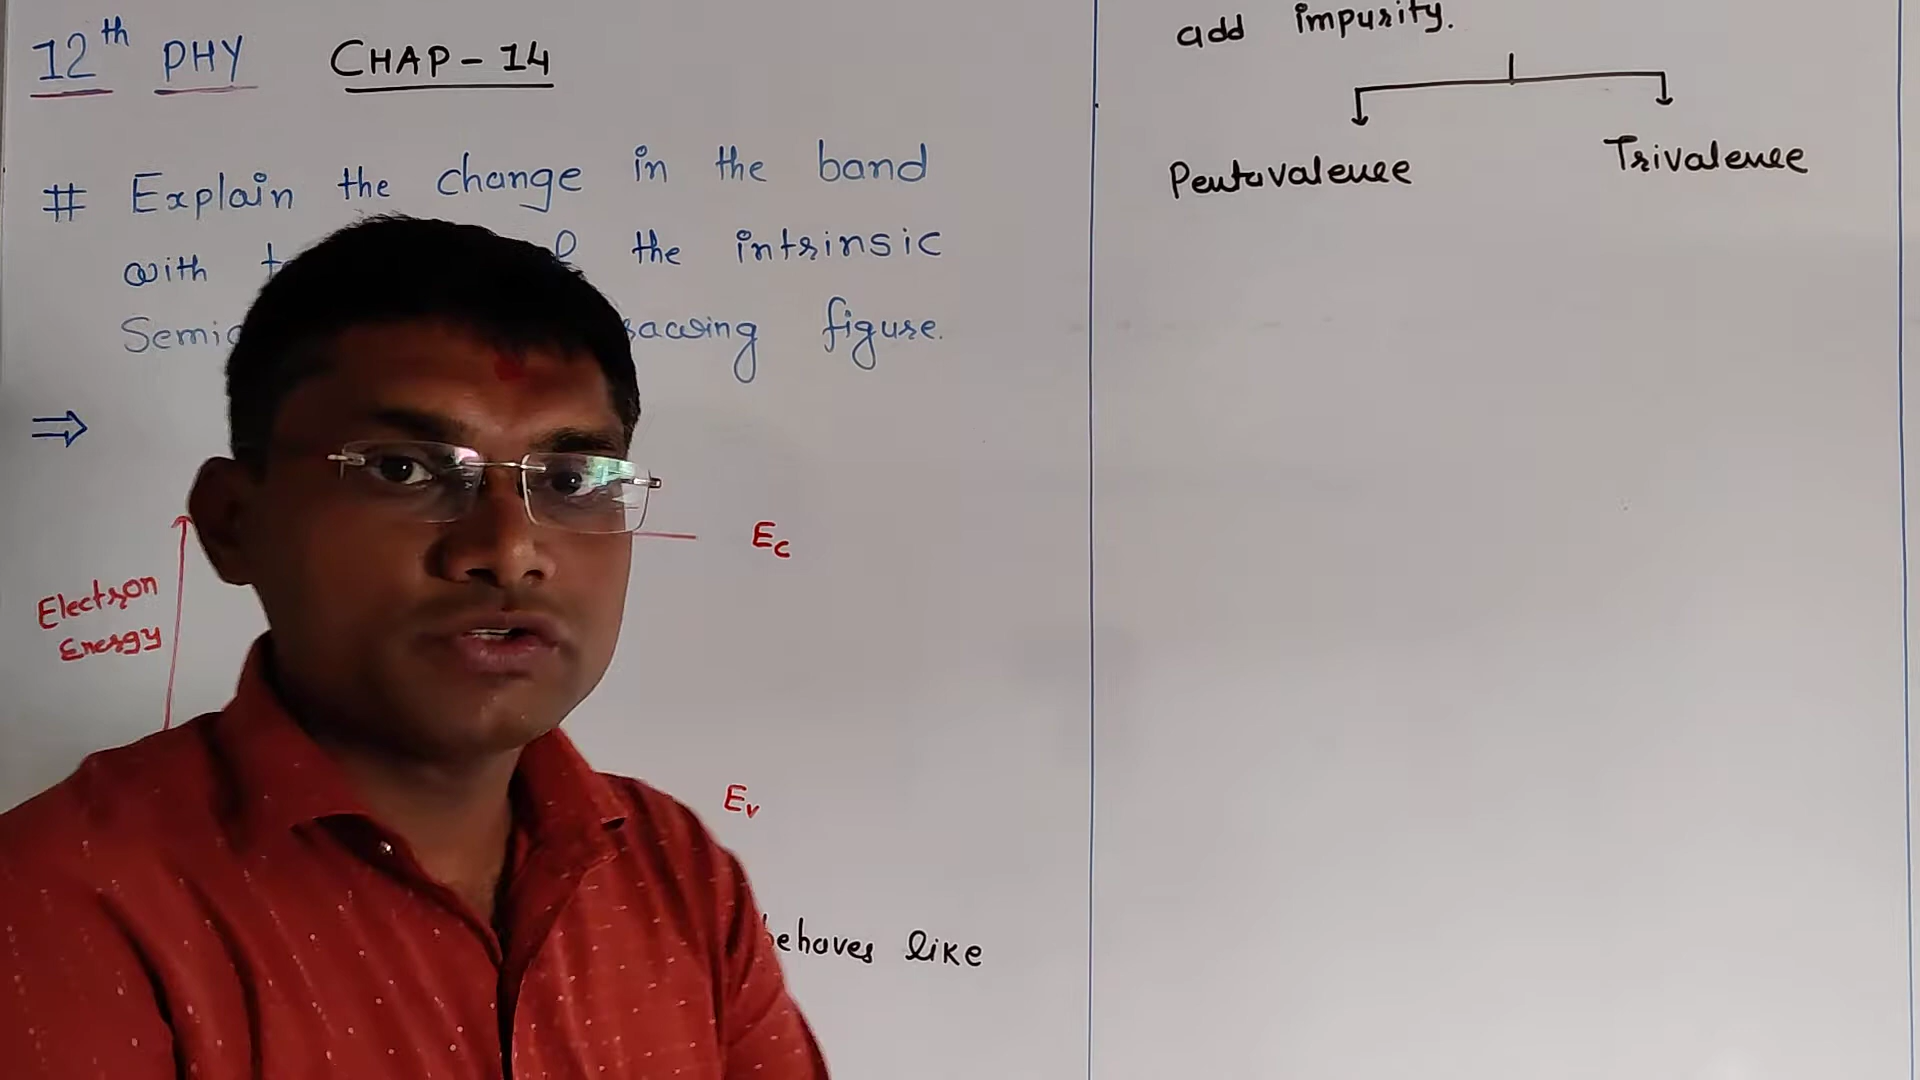 12th PHY CHAP-14
# Explain the change in the band
with the intrinsic
figure.
Ec
Electron
Energy
Ev
behaves like
add impurity.
Pentavalence Trivalence